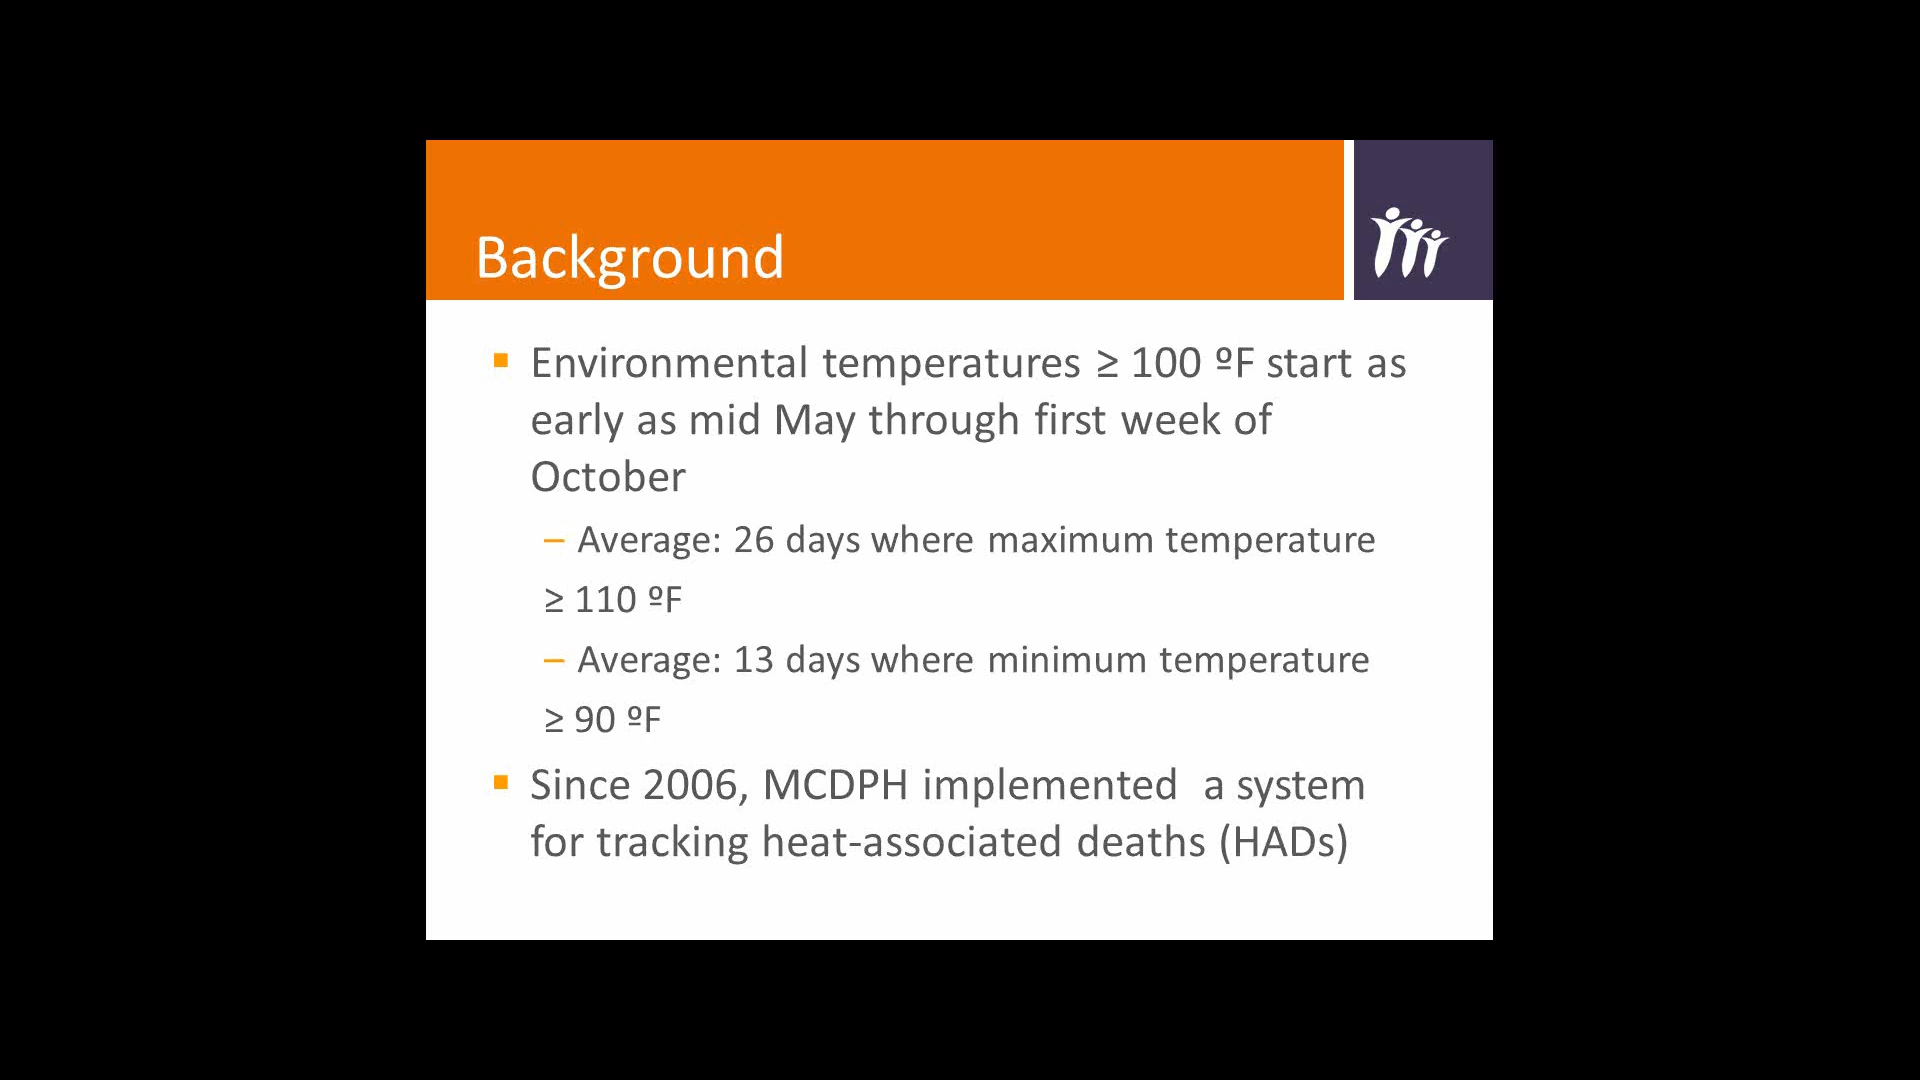 Background
▪ Environmental temperatures ≥ 100 ºF start as
early as mid May through first week of
October
– Average: 26 days where maximum temperature
≥ 110 ºF
– Average: 13 days where minimum temperature
≥ 90 ºF
▪ Since 2006, MCDPH implemented  a system
for tracking heat-associated deaths (HADs)